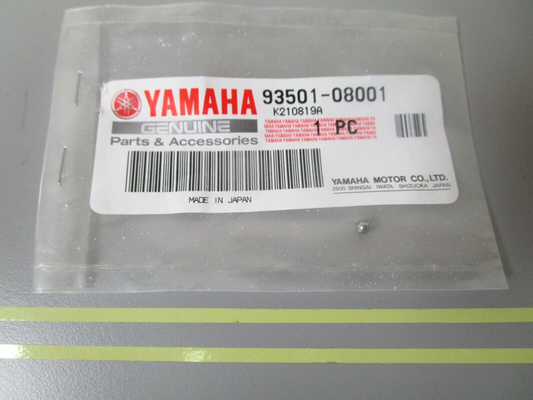 YAMAHA 93501-08001
K210819A
GENUINE
Parts & Accessories
1 PC
YAMAHA MOTOR CO.,LTD.
2500 SHINGAI IWATA SHIZUOKA JAPAN
MADE IN JAPAN